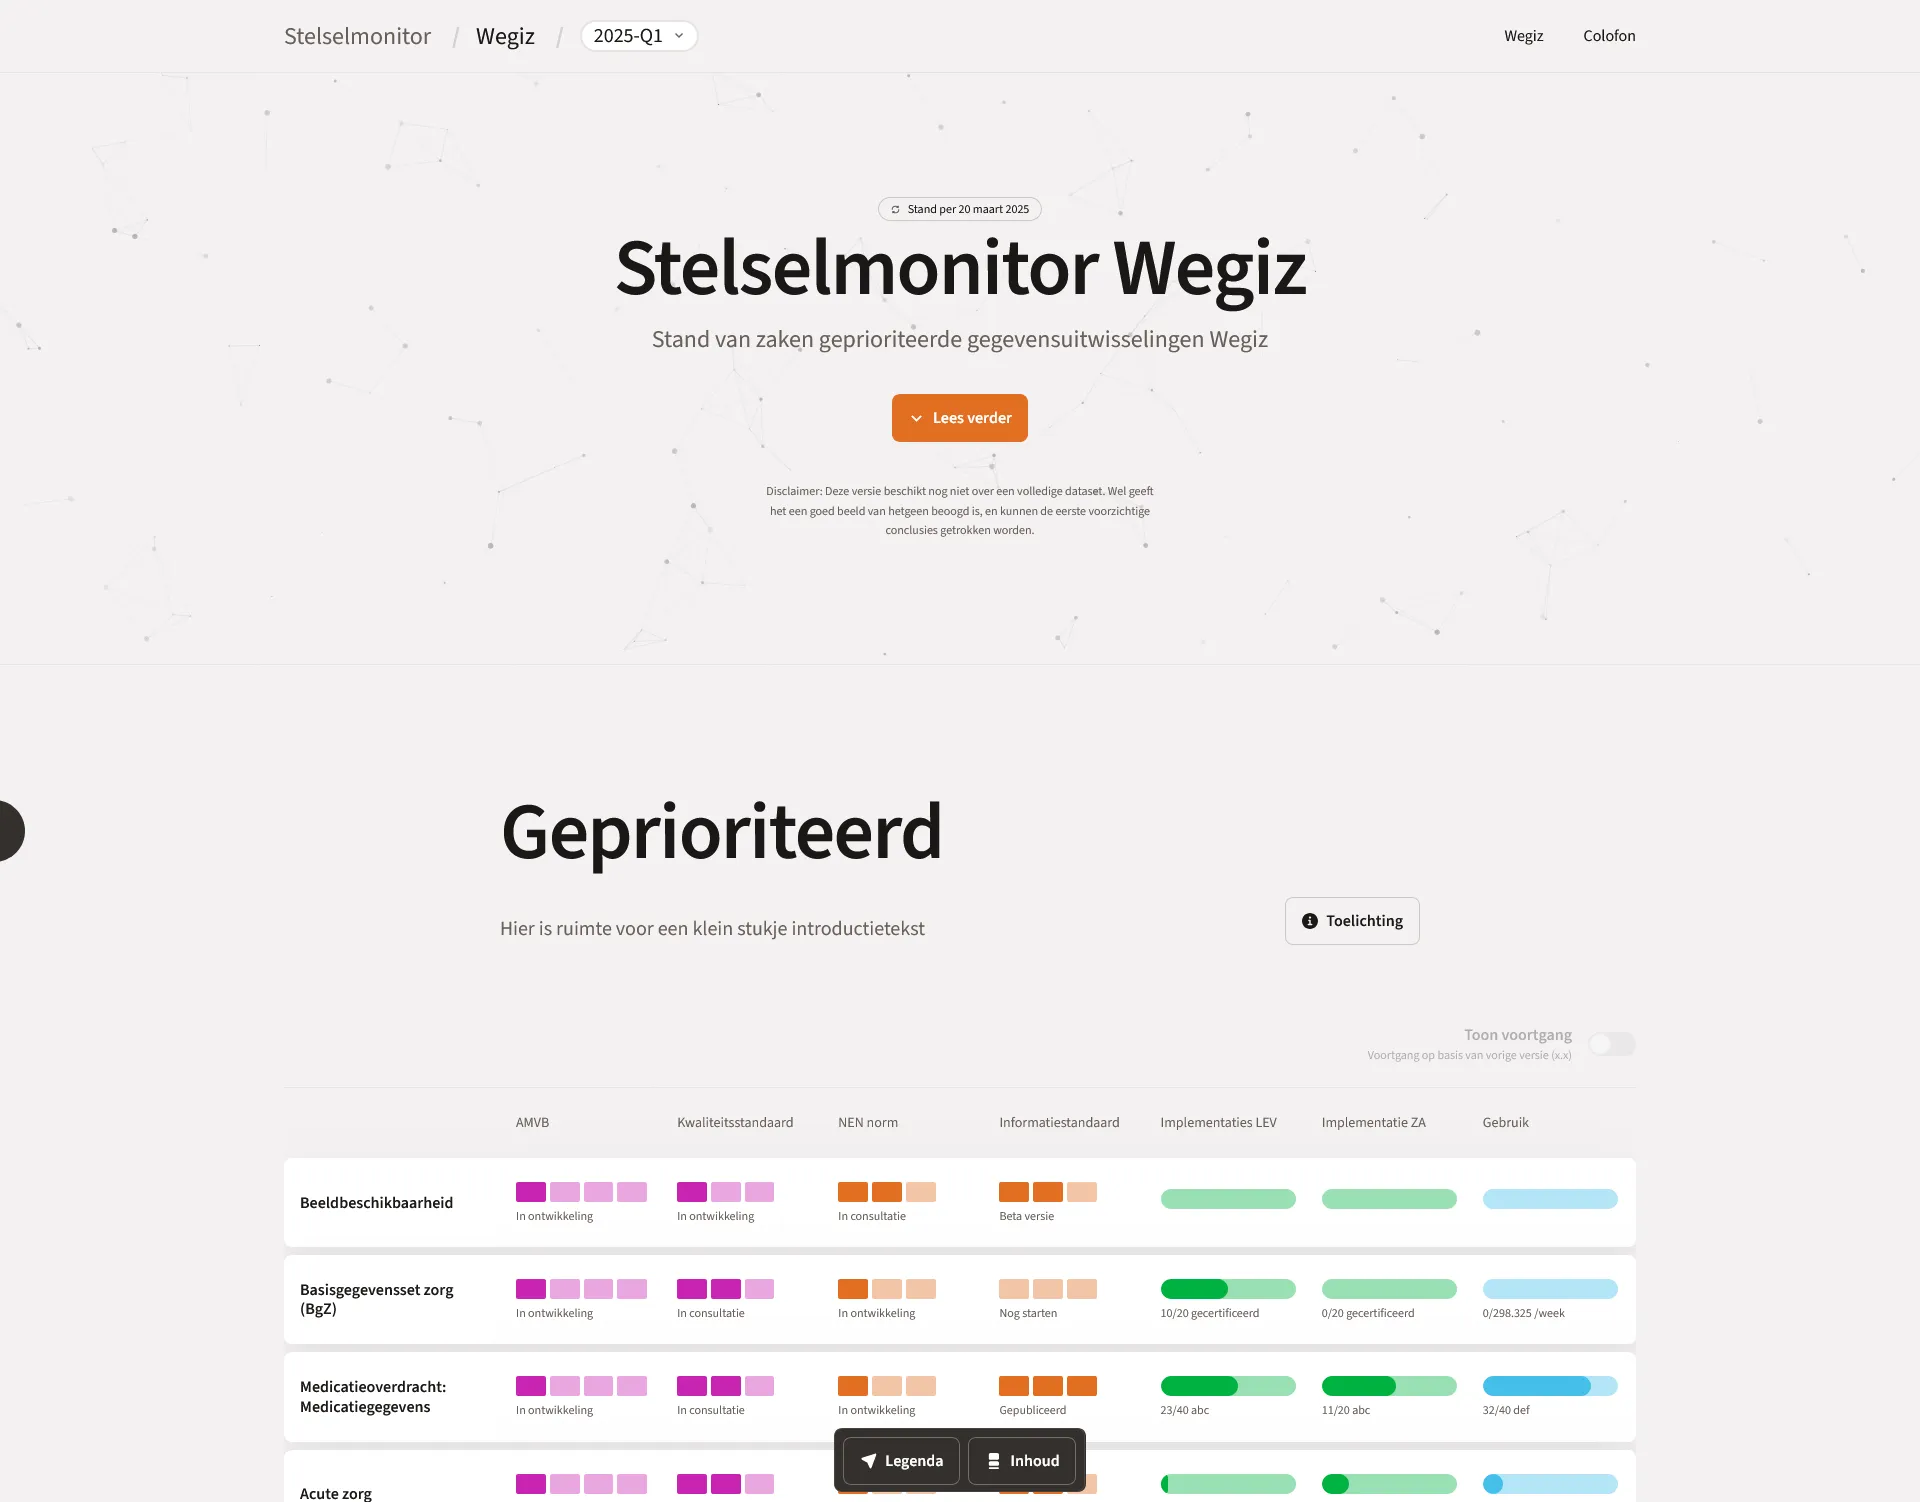 Stelselmonitor / Wegiz / 2025-Q1
Wegiz Colofon
Stand per 20 maart 2025
Stelselmonitor Wegiz
Stand van zaken geprioriteerde gegevensuitwisselingen Wegiz
Lees verder
Disclaimer: Deze versie beschikt nog niet over een volledige dataset. Wel geeft
het een goed beeld van hetgeen beoogd is, en kunnen de eerste voorzichtige
conclusies getrokken worden.
Geprioriteerd
Hier is ruimte voor een klein stukje introductietekst
Toelichting
Toon voortgang
Voortgang op basis van vorige versie (x.x)
AMVB Kwaliteitsstandaard NEN norm Informatiestandaard Implementaties LEV Implementatie ZA Gebruik
Beeldbeschikbaarheid
In ontwikkeling In ontwikkeling In consultatie Beta versie
Basisgegevensset zorg
(BgZ)
In ontwikkeling In consultatie In ontwikkeling Nog starten 10/20 gecertificeerd 0/20 gecertificeerd 0/298.325 /week
Medicatieoverdracht:
Medicatiegegevens
In ontwikkeling In consultatie In ontwikkeling Gepubliceerd 23/40 abc 11/20 abc 32/40 def
Legenda Inhoud
Acute zorg